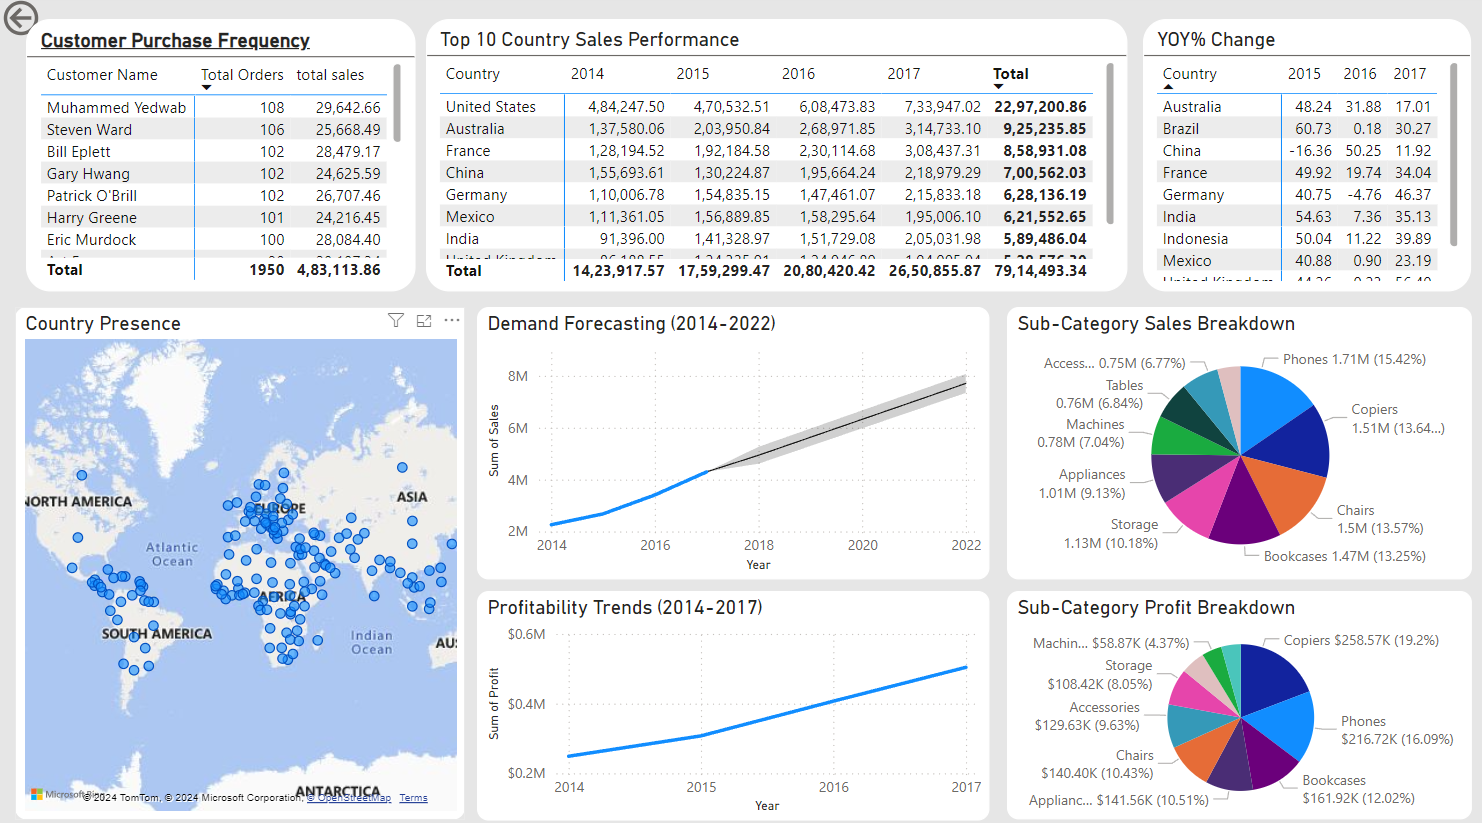 Customer Purchase Frequency
Customer Name Total Orders total sales
Muhammed Yedwab 108 29,642.66
Steven Ward 106 25,668.49
Bill Eplett 102 28,479.17
Gary Hwang 102 24,625.59
Patrick O'Brill 102 26,707.46
Harry Greene 101 24,216.45
Eric Murdock 100 28,084.40
Total 1950 4,83,113.86
Top 10 Country Sales Performance
Country 2014 2015 2016 2017 Total
United States 4,84,247.50 4,70,532.51 6,08,473.83 7,33,947.02 22,97,200.86
Australia 1,37,580.06 2,03,950.84 2,68,971.85 3,14,733.10 9,25,235.85
France 1,28,194.52 1,92,184.58 2,30,114.68 3,08,437.31 8,58,931.08
China 1,55,693.61 1,30,224.87 1,95,664.24 2,18,979.29 7,00,562.03
Germany 1,10,006.78 1,54,835.15 1,47,461.07 2,15,833.18 6,28,136.19
Mexico 1,11,361.05 1,56,889.85 1,58,295.64 1,95,006.10 6,21,552.65
India 91,396.00 1,41,328.97 1,51,729.08 2,05,031.98 5,89,486.04
Total 14,23,917.57 17,59,299.47 20,80,420.42 26,50,855.87 79,14,493.34
YOY% Change
Country 2015 2016 2017
Australia 48.24 31.88 17.01
Brazil 60.73 0.18 30.27
China -16.36 50.25 11.92
France 49.92 19.74 34.04
Germany 40.75 -4.76 46.37
India 54.63 7.36 35.13
Indonesia 50.04 11.22 39.89
Mexico 40.88 0.90 23.19
Country Presence
NORTH AMERICA
EUROPE
ASIA
Atlantic
Ocean
AFRICA
SOUTH AMERICA
Indian
Ocean
AUS
ANTARCTICA
Microsoft Bing
© 2024 TomTom, © 2024 Microsoft Corporation, © OpenStreetMap Terms
Demand Forecasting (2014-2022)
Sum of Sales
8M
6M
4M
2M
2014 2016 2018 2020 2022
Year
Profitability Trends (2014-2017)
Sum of Profit
$0.6M
$0.4M
$0.2M
2014 2015 2016 2017
Year
Sub-Category Sales Breakdown
Phones 1.71M (15.42%)
Copiers
1.51M (13.64...)
Chairs
1.5M (13.57%)
Bookcases 1.47M (13.25%)
Storage
1.13M (10.18%)
Appliances
1.01M (9.13%)
Machines
0.78M (7.04%)
Tables
0.76M (6.84%)
Access... 0.75M (6.77%)
Sub-Category Profit Breakdown
Copiers $258.57K (19.2%)
Phones
$216.72K (16.09%)
Bookcases
$161.92K (12.02%)
Applianc... $141.56K (10.51%)
Chairs
$140.40K (10.43%)
Accessories
$129.63K (9.63%)
Storage
$108.42K (8.05%)
Machin... $58.87K (4.37%)